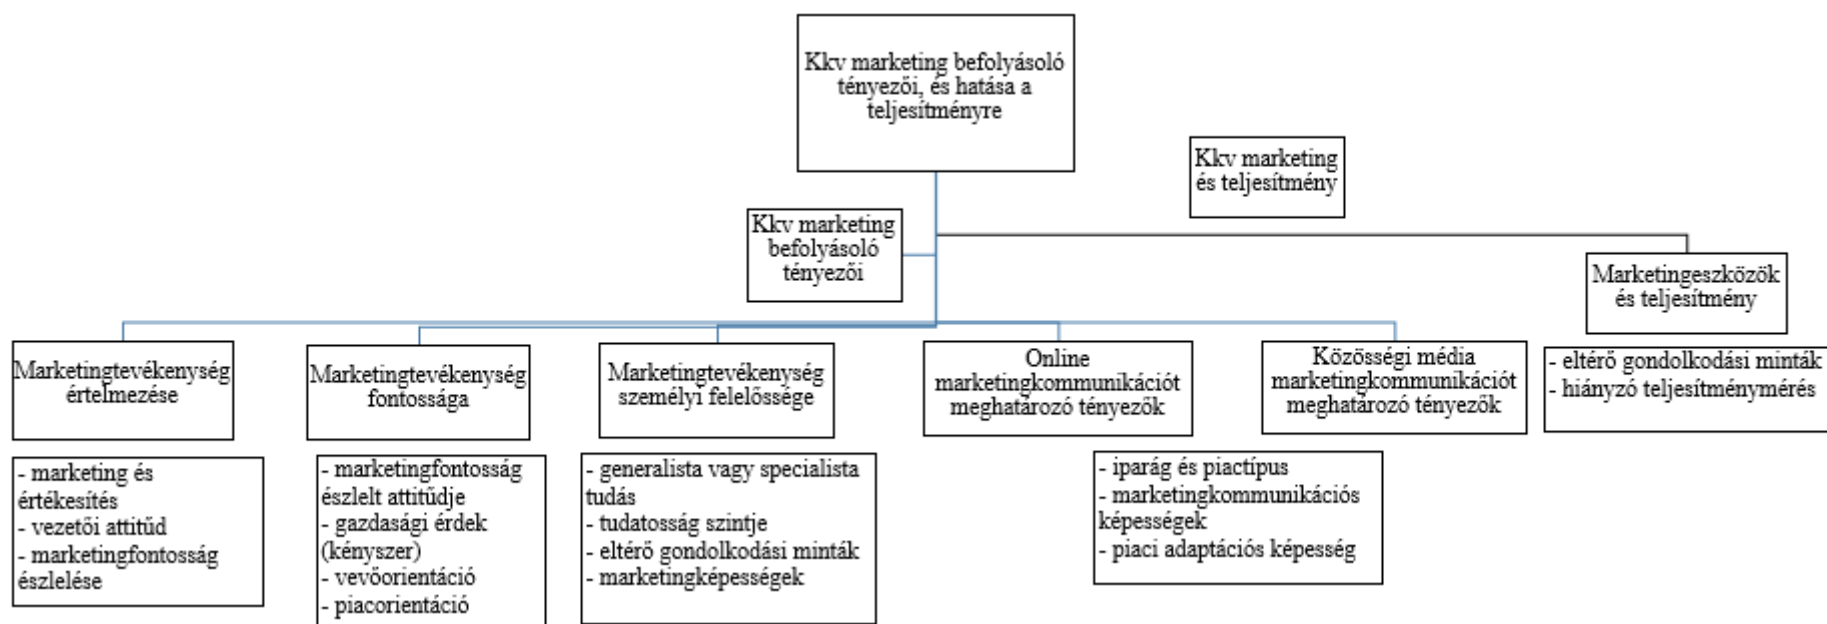 Kkv marketing befolyásoló
tényezői, és hatása a
teljesítményre
Kkv marketing
és teljesítmény
Kkv marketing
befolyásoló
tényezői
Marketingeszközök
és teljesítmény
Marketingtevékenység
értelmezése
Marketingtevékenység
fontossága
Marketingtevékenység
személyi felelőssége
Online
marketingkommunikációt
meghatározó tényezők
Közösségi média
marketingkommunikációt
meghatározó tényezők
- eltérő gondolkodási minták
- hiányzó teljesítménymérés
- marketing és
értékesítés
- vezetői attitűd
- marketingfontosság
észlelése
- marketingfontosság
észlelt attitűdje
- gazdasági érdek
(kényszer)
- vevőorientáció
- piacorientáció
- generalista vagy specialista
tudás
- tudatosság szintje
- eltérő gondolkodási minták
- marketingképességek
- iparág és piactípus
- marketingkommunikációs
képességek
- piaci adaptációs képesség